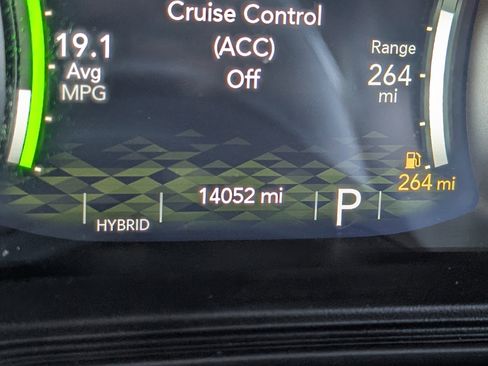 Cruise Control
(ACC)
Off
19.1
Avg
MPG
Range
264
mi
264 mi
14052 mi
P
HYBRID